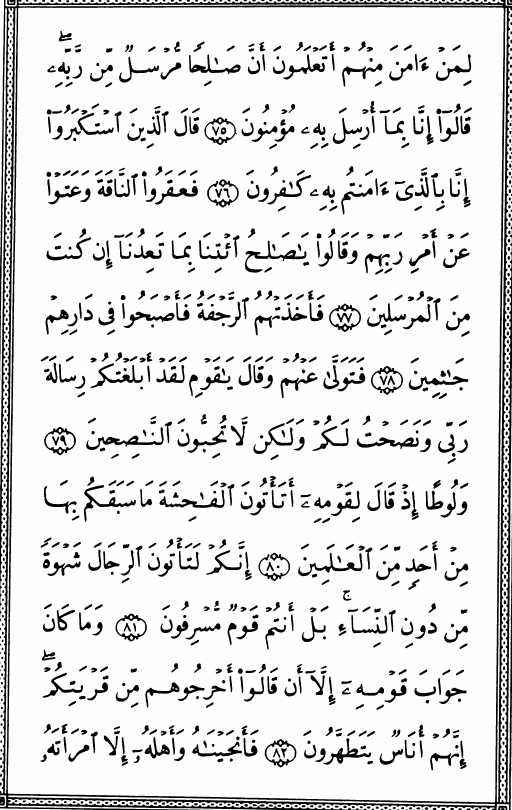 لِمَنْ ءَامَنَ مِنْهُمْ أَتَعْلَمُونَ أَنَّ صَـٰلِحًا مُّرْسَلٌ مِّن رَّبِّهِۦۚ
قَالُوٓا۟ إِنَّا بِمَآ أُرْسِلَ بِهِۦ مُؤْمِنُونَ ٧٥ قَالَ ٱلَّذِينَ ٱسْتَكْبَرُوٓا۟
إِنَّا بِٱلَّذِىٓ ءَامَنتُم بِهِۦ كَـٰفِرُونَ ٧٦ فَعَقَرُوا۟ ٱلنَّاقَةَ وَعَتَوْا۟
عَنْ أَمْرِ رَبِّهِمْ وَقَالُوا۟ يَـٰصَـٰلِحُ ٱئْتِنَا بِمَا تَعِدُنَآ إِن كُنتَ
مِنَ ٱلْمُرْسَلِينَ ٧٧ فَأَخَذَتْهُمُ ٱلرَّجْفَةُ فَأَصْبَحُوا۟ فِى دَارِهِمْ
جَـٰثِمِينَ ٧٨ فَتَوَلَّىٰ عَنْهُمْ وَقَالَ يَـٰقَوْمِ لَقَدْ أَبْلَغْتُكُمْ رِسَالَةَ
رَبِّى وَنَصَحْتُ لَكُمْ وَلَـٰكِن لَّا تُحِبُّونَ ٱلنَّـٰصِحِينَ ٧٩
وَلُوطًا إِذْ قَالَ لِقَوْمِهِۦٓ أَتَأْتُونَ ٱلْفَـٰحِشَةَ مَا سَبَقَكُم بِهَا
مِنْ أَحَدٍ مِّنَ ٱلْعَـٰلَمِينَ ٨٠ إِنَّكُمْ لَتَأْتُونَ ٱلرِّجَالَ شَهْوَةً
مِّن دُونِ ٱلنِّسَآءِۚ بَلْ أَنتُمْ قَوْمٌ مُّسْرِفُونَ ٨١ وَمَا كَانَ
جَوَابَ قَوْمِهِۦٓ إِلَّآ أَن قَالُوٓا۟ أَخْرِجُوهُم مِّن قَرْيَتِكُمْۖ
إِنَّهُمْ أُنَاسٌ يَتَطَهَّرُونَ ٨٢ فَأَنجَيْنَـٰهُ وَأَهْلَهُۥٓ إِلَّا ٱمْرَأَتَهُۥ